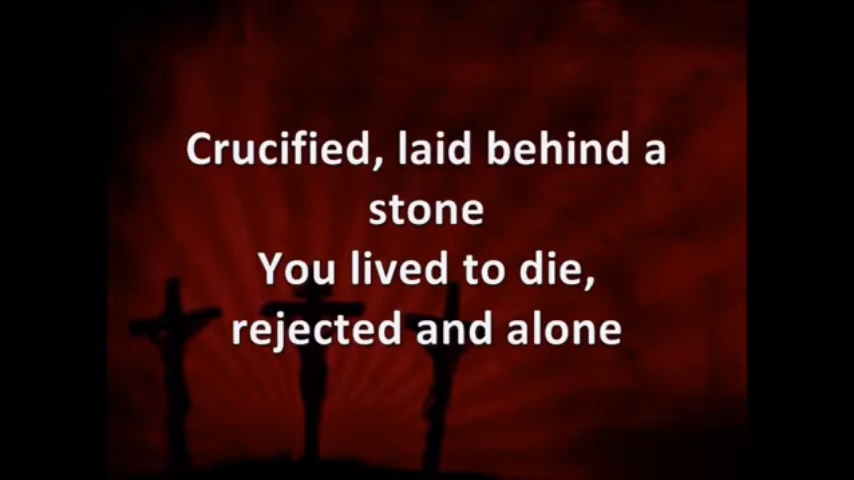 Crucified, laid behind a
stone
You lived to die,
rejected and alone